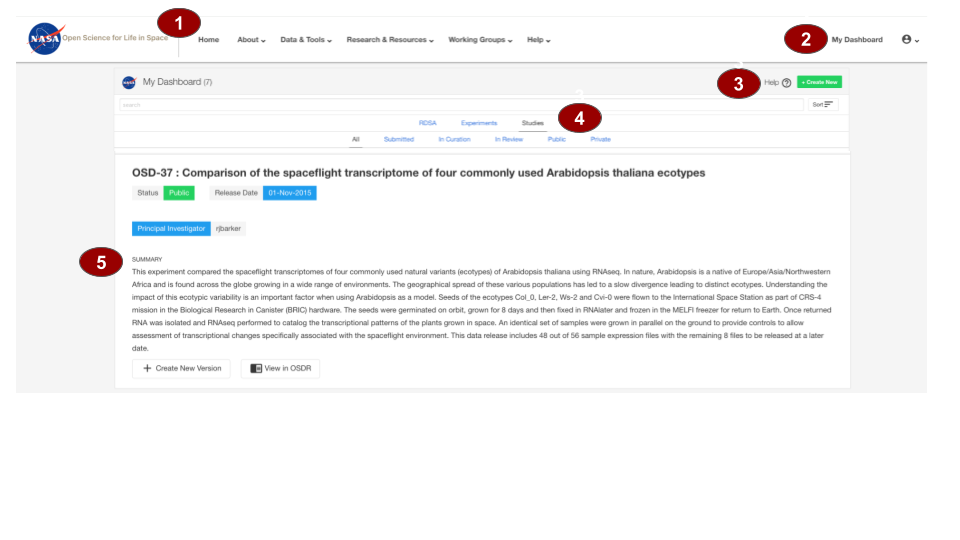 1
NASA Open Science for Life in Space Home About Data & Tools Research & Resources Working Groups Help 2 My Dashboard
My Dashboard (7) 3 Help ? + Create New
search Sort
RDSA Experiments Studies 4
All Submitted In Curation In Review Public Private
OSD-37 : Comparison of the spaceflight transcriptome of four commonly used Arabidopsis thaliana ecotypes
Status Public Release Date 01-Nov-2015
Principal Investigator rjbarker
5
SUMMARY
This experiment compared the spaceflight transcriptomes of four commonly used natural variants (ecotypes) of Arabidopsis thaliana using RNAseq. In nature, Arabidopsis is a native of Europe/Asia/Northwestern
Africa and is found across the globe growing in a wide range of environments. The geographical spread of these various populations has led to a slow divergence leading to distinct ecotypes. Understanding the
impact of this ecotypic variability is an important factor when using Arabidopsis as a model. Seeds of the ecotypes Col_0, Ler-2, Ws-2 and Cvi-0 were flown to the International Space Station as part of CRS-4
mission in the Biological Research in Canister (BRIC) hardware. The seeds were germinated on orbit, grown for 8 days and then fixed in RNAlater and frozen in the MELFI freezer for return to Earth. Once returned
RNA was isolated and RNAseq performed to catalog the transcriptional patterns of the plants grown in space. An identical set of samples were grown in parallel on the ground to provide controls to allow
assessment of transcriptional changes specifically associated with the spaceflight environment. This data release includes 48 out of 56 sample expression files with the remaining 8 files to be released at a later
date.
+ Create New Version View in OSDR